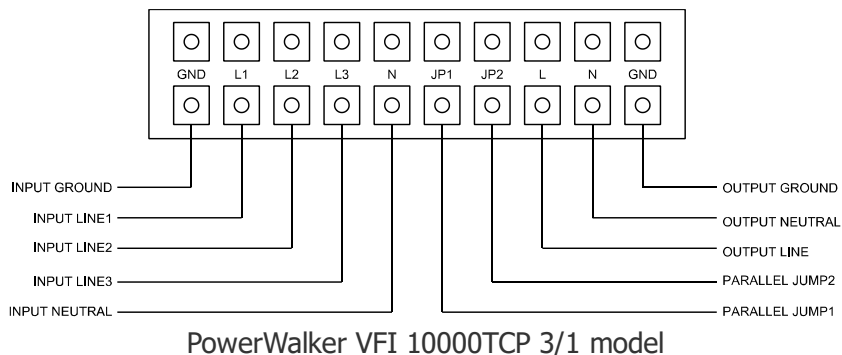 GND L1 L2 L3 N JP1 JP2 L N GND
INPUT GROUND
OUTPUT GROUND
INPUT LINE1
OUTPUT NEUTRAL
INPUT LINE2
OUTPUT LINE
INPUT LINE3
PARALLEL JUMP2
INPUT NEUTRAL
PARALLEL JUMP1
PowerWalker VFI 10000TCP 3/1 model